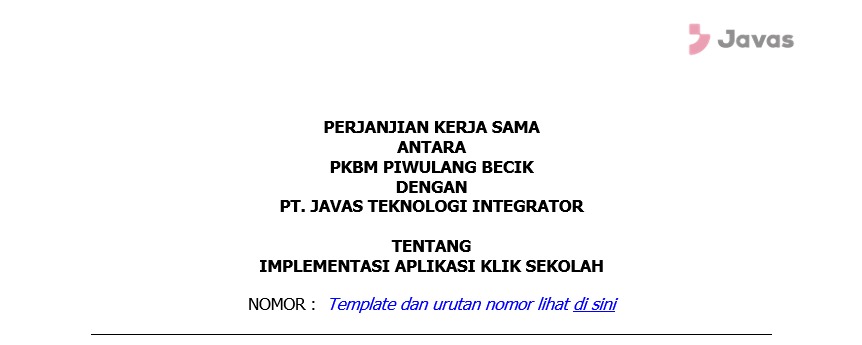 Javas
PERJANJIAN KERJA SAMA
ANTARA
PKBM PIWULANG BECIK
DENGAN
PT. JAVAS TEKNOLOGI INTEGRATOR
TENTANG
IMPLEMENTASI APLIKASI KLIK SEKOLAH
NOMOR : Template dan urutan nomor lihat di sini